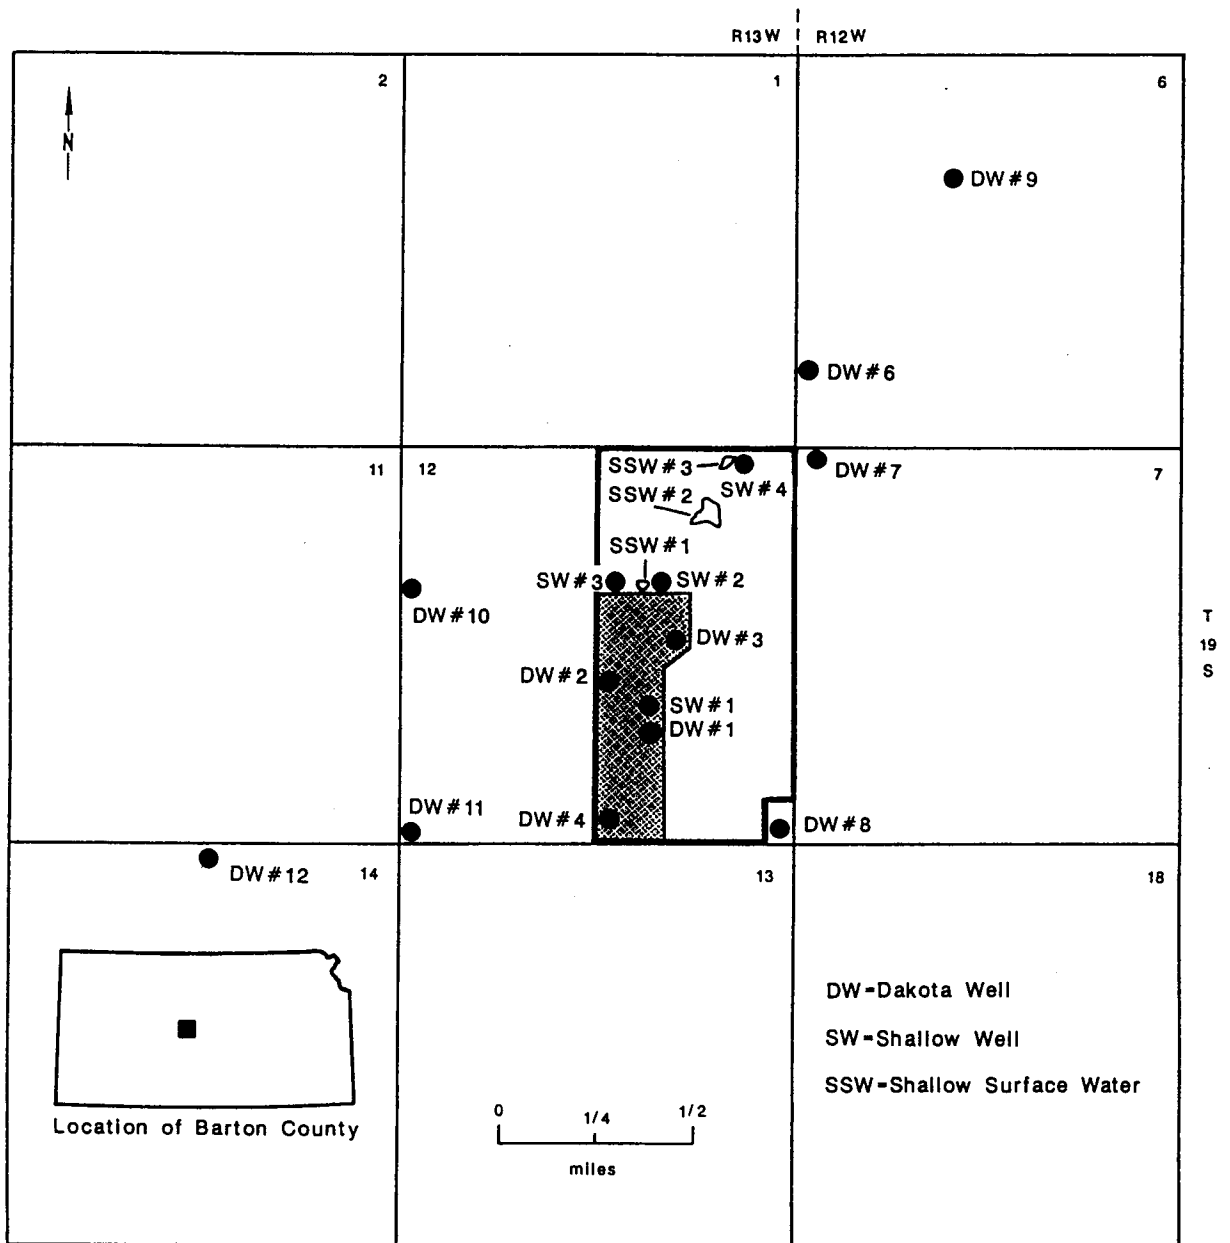 R13W R12W
2
1
6
N
DW#9
DW#6
11
12
SSW#3
SW#4
DW#7
7
SSW#2
SSW#1
SW#3
SW#2
DW#10
T
19
S
DW#3
DW#2
SW#1
DW#1
DW#11
DW#4
DW#8
DW#12
14
13
18
DW=Dakota Well
SW=Shallow Well
SSW=Shallow Surface Water
Location of Barton County
0 1/4 1/2
miles